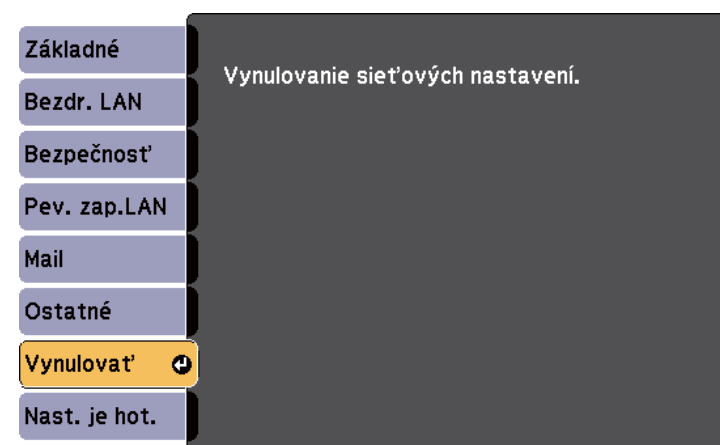 Základné
Bezdr. LAN
Bezpečnosť
Pev. zap.LAN
Mail
Ostatné
Vynulovať
Nast. je hot.
Vynulovanie sieťových nastavení.